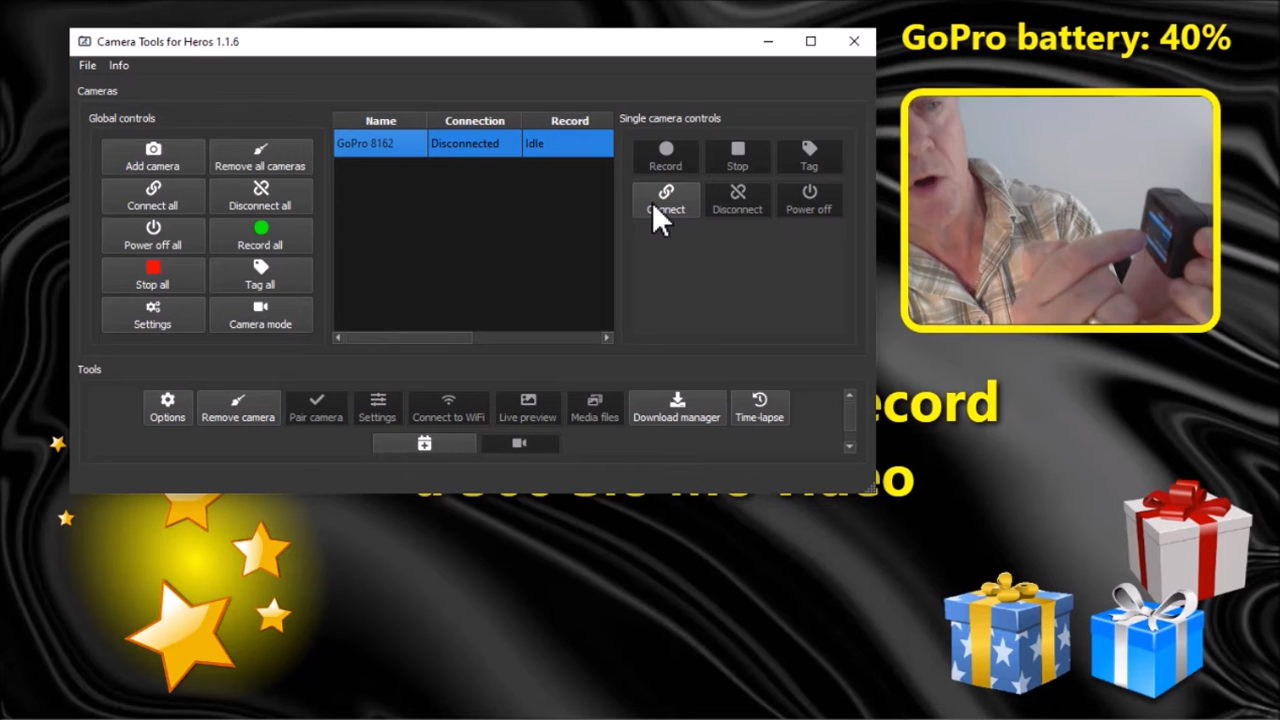 Camera Tools for Heros 1.1.6
GoPro battery: 40%
File Info
Cameras
Global controls
Name Connection Record
Single camera controls
GoPro 8162 Disconnected Idle
Add camera Remove all cameras
Record Stop Tag
Connect all Disconnect all
Connect Disconnect Power off
Power off all Record all
Stop all Tag all
Settings Camera mode
Tools
Options Remove camera Pair camera Settings Connect to WiFi Live preview Media files Download manager Time-lapse